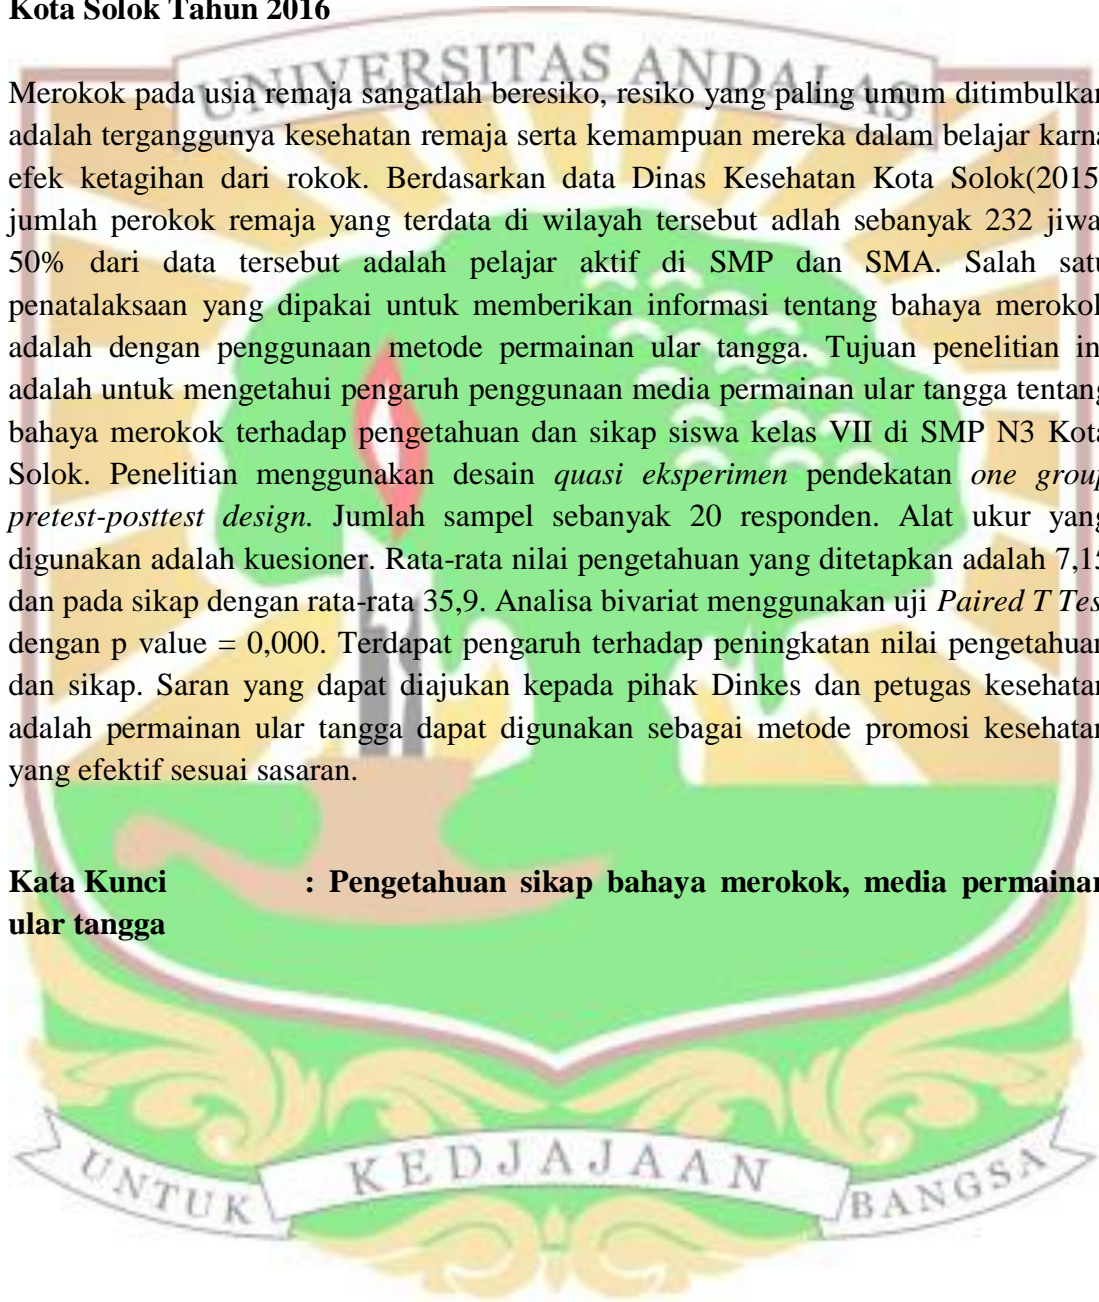 Kota Solok Tahun 2016
UNIVERSITAS ANDALAS
Merokok pada usia remaja sangatlah beresiko, resiko yang paling umum ditimbulkan
adalah terganggunya kesehatan remaja serta kemampuan mereka dalam belajar karna
efek ketagihan dari rokok. Berdasarkan data Dinas Kesehatan Kota Solok(2015)
jumlah perokok remaja yang terdata di wilayah tersebut adlah sebanyak 232 jiwa
50% dari data tersebut adalah pelajar aktif di SMP dan SMA. Salah satu
penatalaksaan yang dipakai untuk memberikan informasi tentang bahaya merokok
adalah dengan penggunaan metode permainan ular tangga. Tujuan penelitian ini
adalah untuk mengetahui pengaruh penggunaan media permainan ular tangga tentang
bahaya merokok terhadap pengetahuan dan sikap siswa kelas VII di SMP N3 Kota
Solok. Penelitian menggunakan desain quasi eksperimen pendekatan one group
pretest-posttest design. Jumlah sampel sebanyak 20 responden. Alat ukur yang
digunakan adalah kuesioner. Rata-rata nilai pengetahuan yang ditetapkan adalah 7,15
dan pada sikap dengan rata-rata 35,9. Analisa bivariat menggunakan uji Paired T Test
dengan p value = 0,000. Terdapat pengaruh terhadap peningkatan nilai pengetahuan
dan sikap. Saran yang dapat diajukan kepada pihak Dinkes dan petugas kesehatan
adalah permainan ular tangga dapat digunakan sebagai metode promosi kesehatan
yang efektif sesuai sasaran.
Kata Kunci : Pengetahuan sikap bahaya merokok, media permainan
ular tangga
UNTUK KEDJAJAAN BANGSA